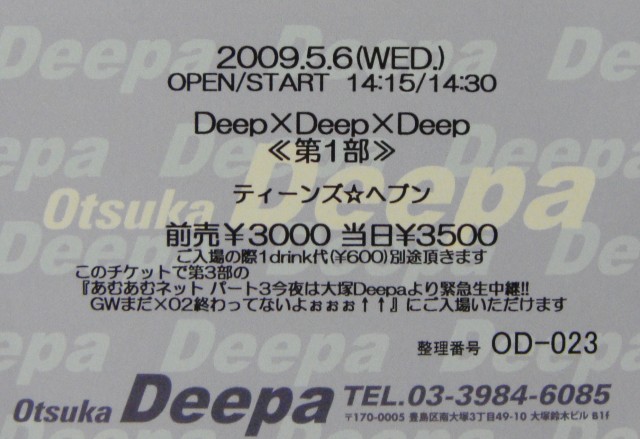 2009.5.6(WED.)
OPEN/START 14:15/14:30
Deep×Deep×Deep
≪第1部≫
ティーンズ☆ヘブン
前売¥3000 当日¥3500
ご入場の際1drink代(¥600)別途頂きます
このチケットで第3部の
『あむあむネット パート3今夜は大塚Deepaより緊急生中継!!
GWまだ×02終わってないよぉぉぉ↑↑』にご入場いただけます
整理番号 OD-023
Otsuka Deepa TEL.03-3984-6085
〒170-0005 豊島区南大塚3丁目49-10 大塚鈴木ビル B1f
Otsuka Deepa